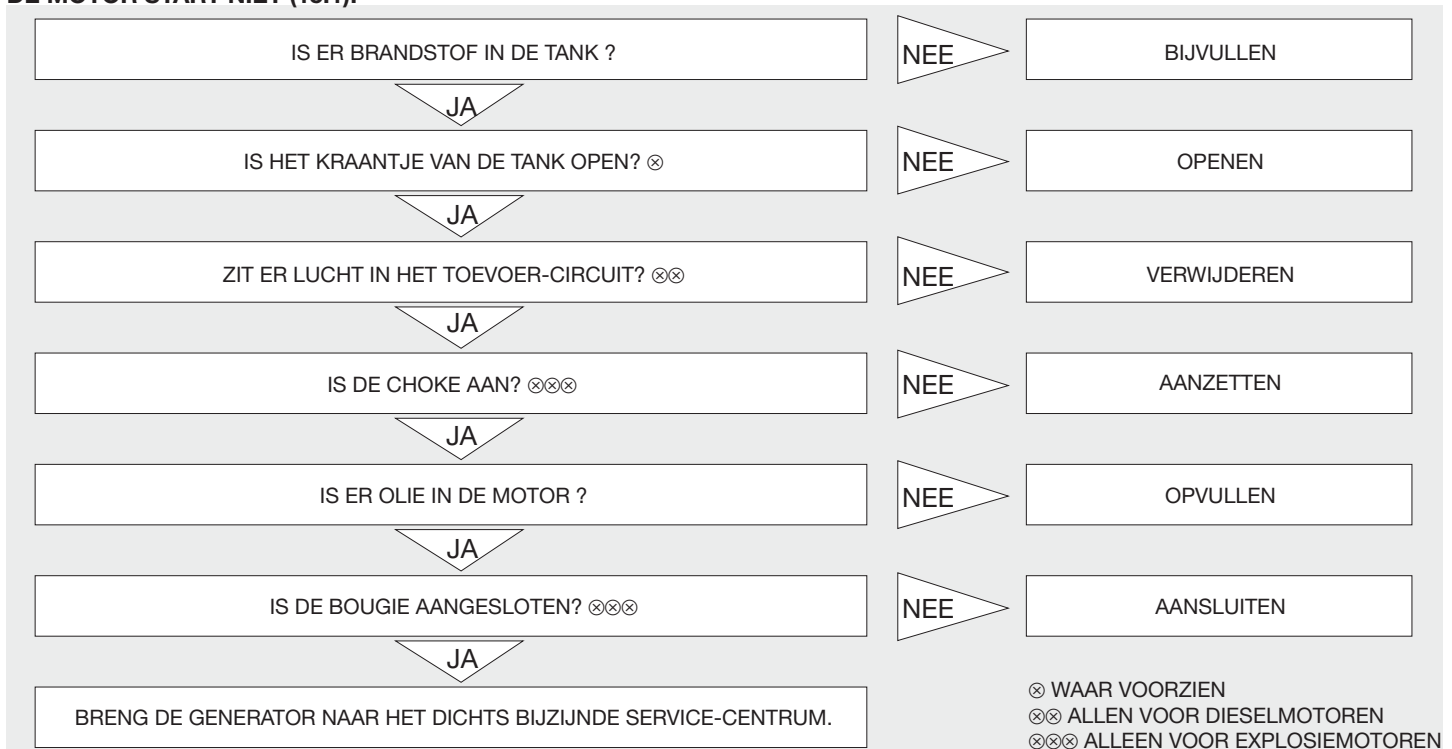 IS ER BRANDSTOF IN DE TANK ?
NEE
BIJVULLEN
JA
IS HET KRAANTJE VAN DE TANK OPEN? ⊗
NEE
OPENEN
JA
ZIT ER LUCHT IN HET TOEVOER-CIRCUIT? ⊗⊗
NEE
VERWIJDEREN
JA
IS DE CHOKE AAN? ⊗⊗⊗
NEE
AANZETTEN
JA
IS ER OLIE IN DE MOTOR ?
NEE
OPVULLEN
JA
IS DE BOUGIE AANGESLOTEN? ⊗⊗⊗
NEE
AANSLUITEN
JA
BRENG DE GENERATOR NAAR HET DICHTS BIJZIJNDE SERVICE-CENTRUM.
⊗ WAAR VOORZIEN
⊗⊗ ALLEN VOOR DIESELMOTOREN
⊗⊗⊗ ALLEEN VOOR EXPLOSIEMOTOREN